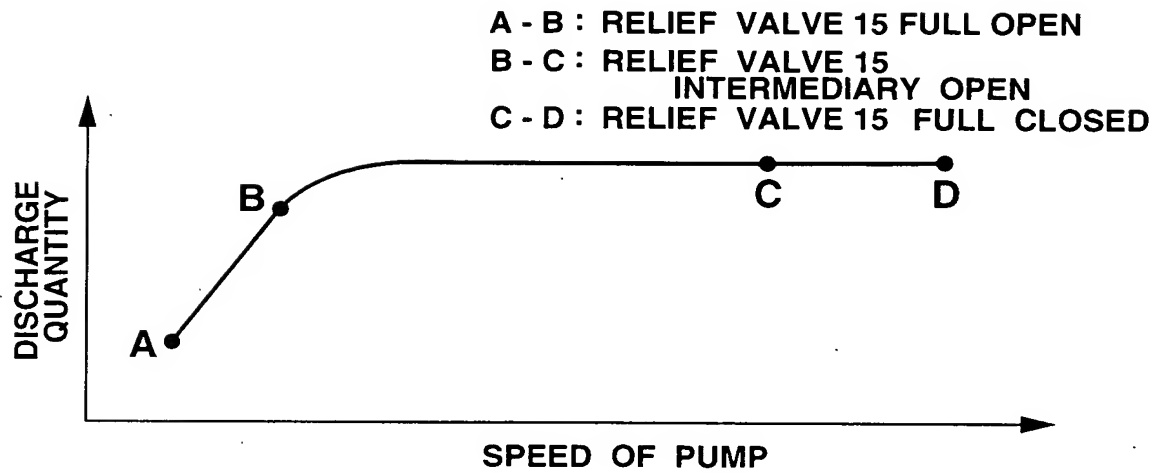 A - B : RELIEF VALVE 15 FULL OPEN
B - C : RELIEF VALVE 15
INTERMEDIARY OPEN
C - D : RELIEF VALVE 15 FULL CLOSED
DISCHARGE
QUANTITY
A
B
C
D
SPEED OF PUMP